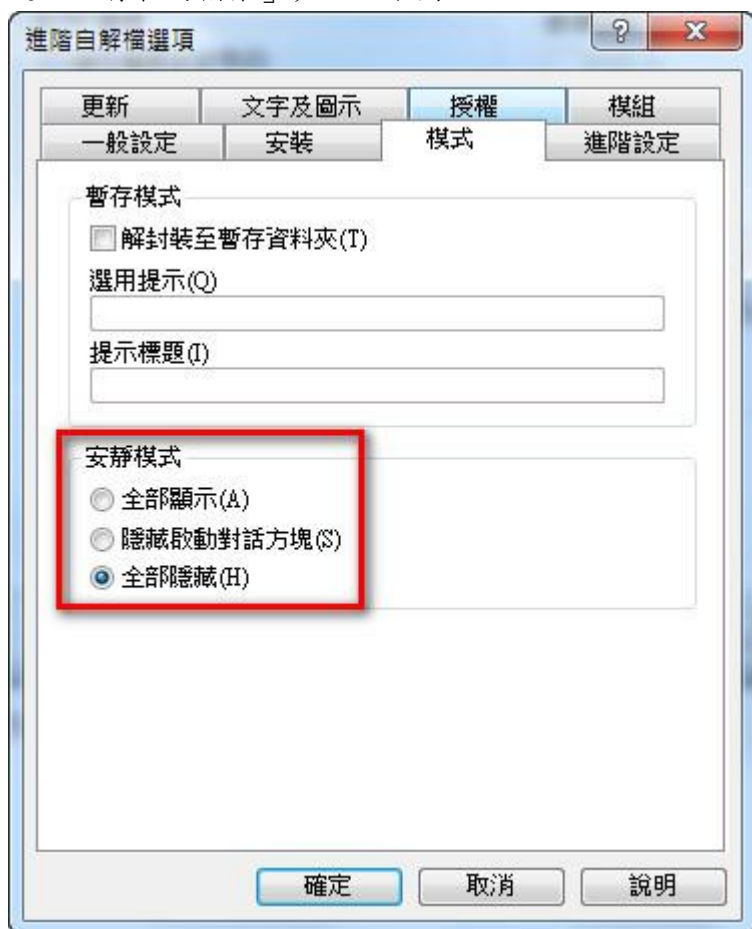 進階自解檔選項
更新 文字及圖示 授權 模組
一般設定 安裝 模式 進階設定
暫存模式
解封裝至暫存資料夾(T)
選用提示(Q)
提示標題(I)
安靜模式
全部顯示(A)
隱藏啟動對話方塊(S)
全部隱藏(H)
確定 取消 說明